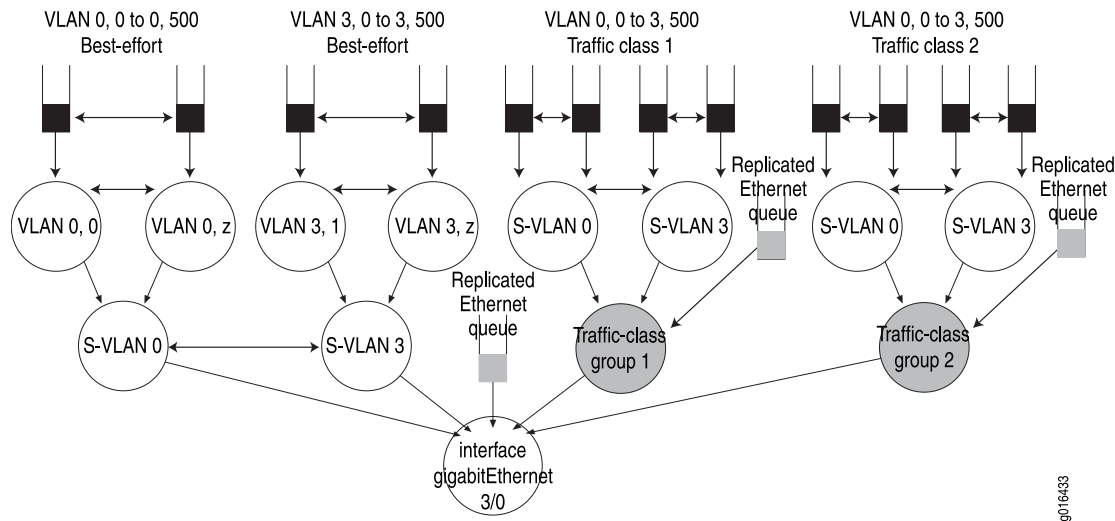 VLAN 0, 0 to 0, 500
Best-effort
VLAN 3, 0 to 3, 500
Best-effort
VLAN 0, 0 to 3, 500
Traffic class 1
VLAN 0, 0 to 3, 500
Traffic class 2
Replicated
Ethernet
queue
Replicated
Ethernet
queue
VLAN 0, 0
VLAN 0, z
VLAN 3, 1
VLAN 3, z
S-VLAN 0
S-VLAN 3
S-VLAN 0
S-VLAN 3
Replicated
Ethernet
queue
S-VLAN 0
S-VLAN 3
Traffic-class
group 1
Traffic-class
group 2
interface
gigabitEthernet
3/0
g016433